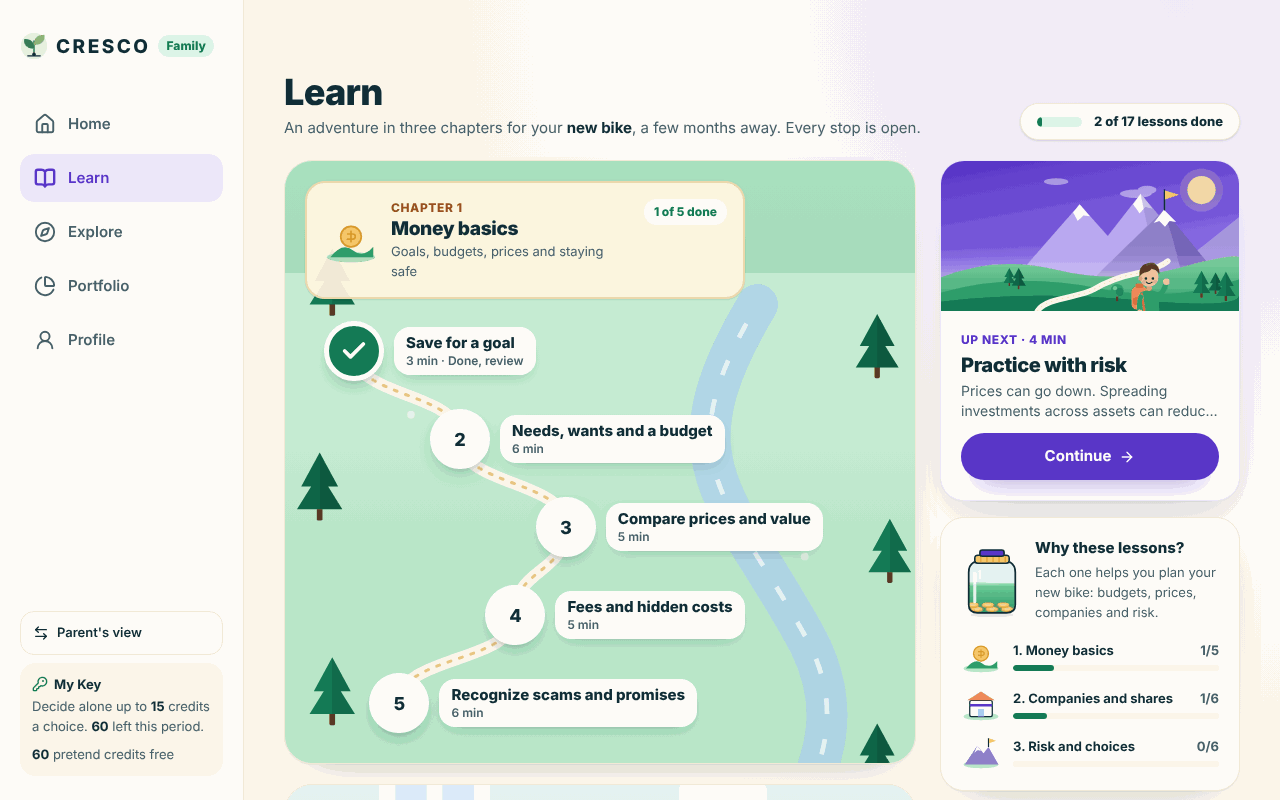 CRESCO Family
Home
Learn
Explore
Portfolio
Profile
Parent's view
My Key
Decide alone up to 15 credits
a choice. 60 left this period.
60 pretend credits free
Learn
An adventure in three chapters for your new bike, a few months away. Every stop is open.
2 of 17 lessons done
CHAPTER 1
Money basics
Goals, budgets, prices and staying
safe
1 of 5 done
Save for a goal
3 min · Done, review
2
Needs, wants and a budget
6 min
3
Compare prices and value
5 min
4
Fees and hidden costs
5 min
5
Recognize scams and promises
6 min
UP NEXT · 4 MIN
Practice with risk
Prices can go down. Spreading
investments across assets can reduc...
Continue
Why these lessons?
Each one helps you plan your
new bike: budgets, prices,
companies and risk.
1. Money basics 1/5
2. Companies and shares 1/6
3. Risk and choices 0/6